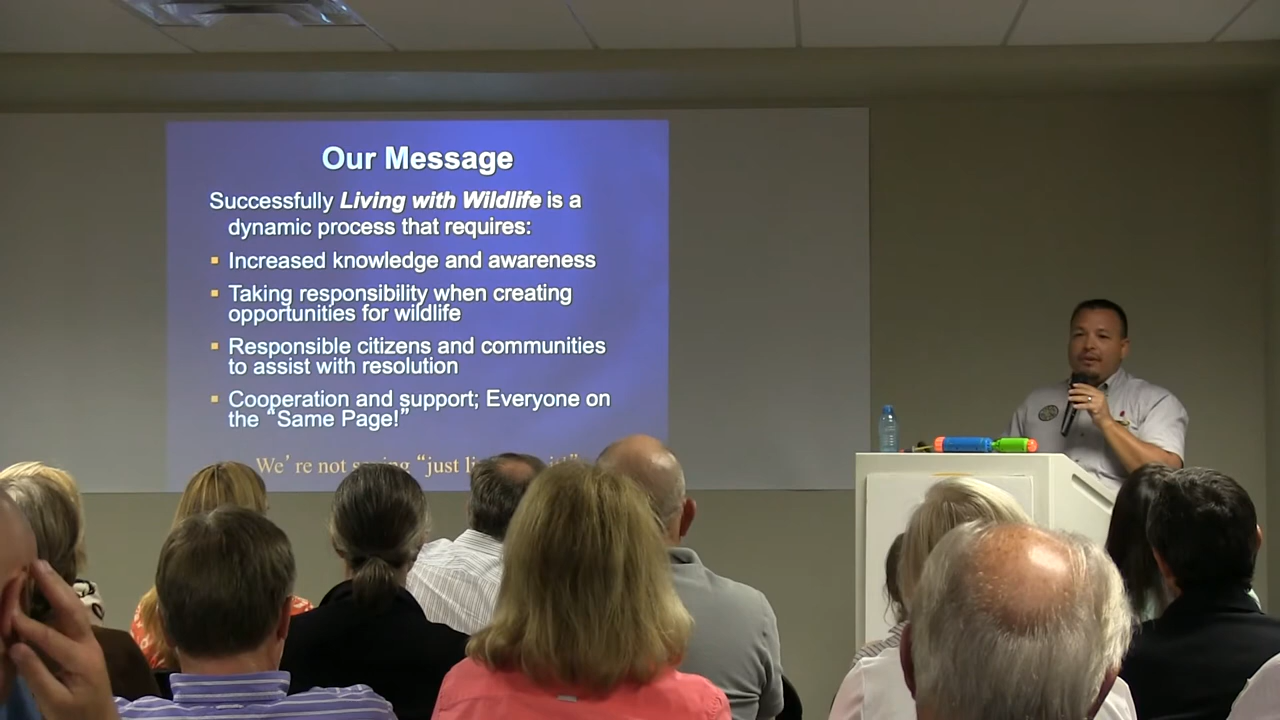 Our Message
Successfully Living with Wildlife is a
dynamic process that requires:
▪ Increased knowledge and awareness
▪ Taking responsibility when creating
opportunities for wildlife
▪ Responsible citizens and communities
to assist with resolution
▪ Cooperation and support; Everyone on
the “Same Page!”
We’re not “just